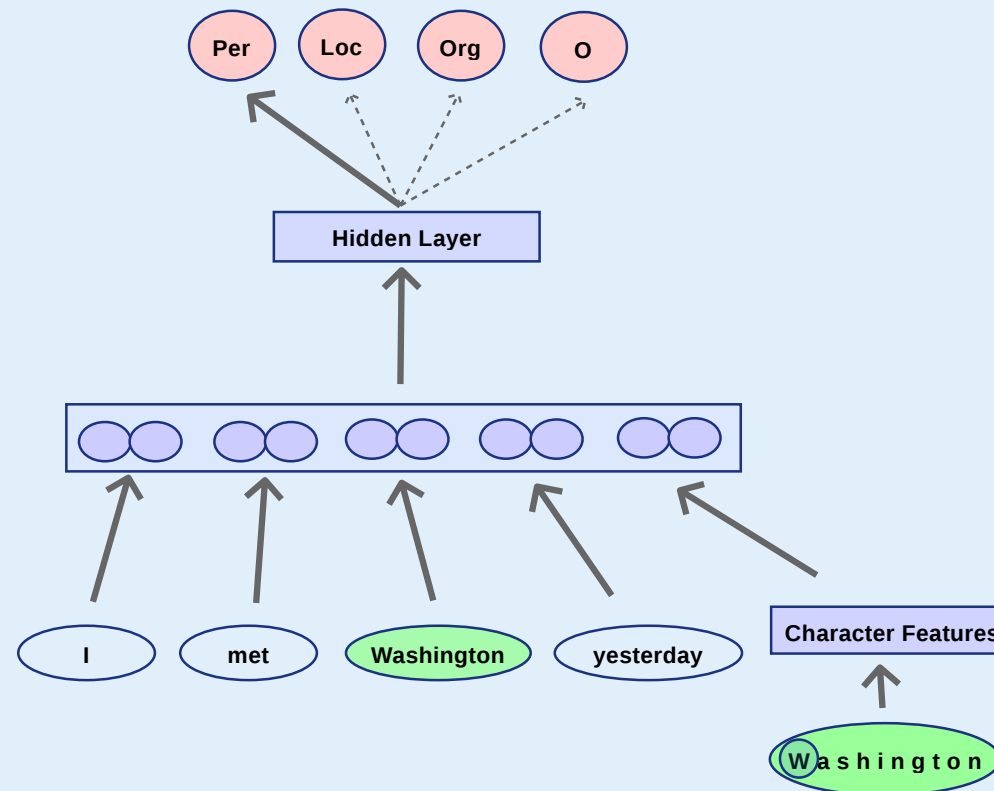 Per Loc Org O
Hidden Layer
I met Washington yesterday
Character Features
W a s h i n g t o n